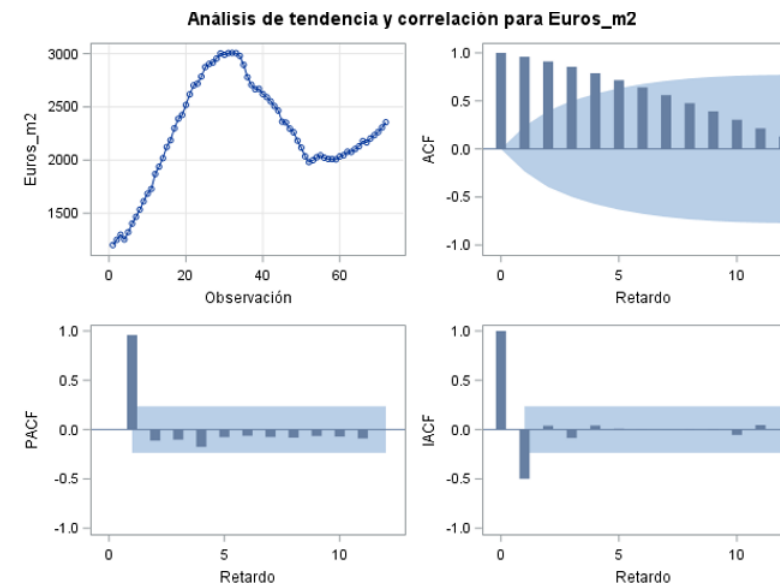 Análisis de tendencia y correlación para Euros_m2
3000
2500
2000
1500
Euros_m2
0 20 40 60
Observación
1.0
0.5
0.0
-0.5
-1.0
ACF
0 5 10
Retardo
1.0
0.5
0.0
-0.5
-1.0
PACF
0 5 10
Retardo
1.0
0.5
0.0
-0.5
-1.0
IACF
0 5 10
Retardo